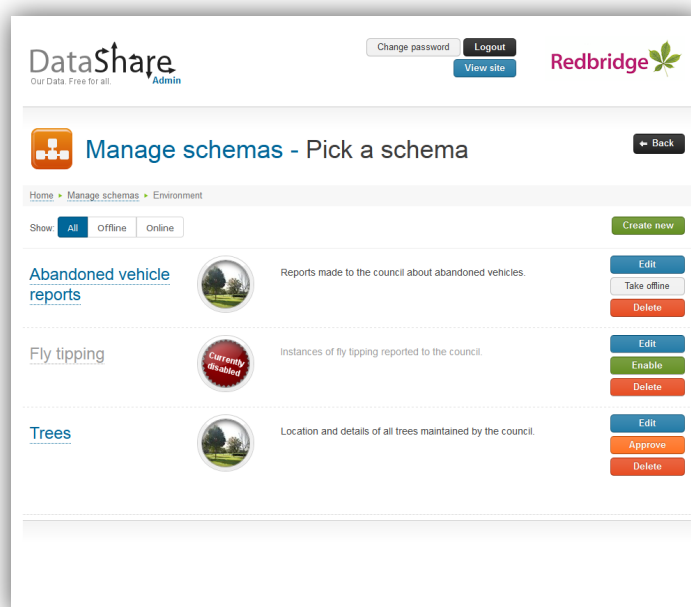 DataShare
Our Data. Free for all.
Admin
Change password
Logout
View site
Redbridge
Manage schemas - Pick a schema
Back
Home Manage schemas Environment
Show: All Offline Online
Create new
Abandoned vehicle
reports
Reports made to the council about abandoned vehicles.
Edit
Take offline
Delete
Fly tipping
Currently
disabled
Instances of fly tipping reported to the council.
Edit
Enable
Delete
Trees
Location and details of all trees maintained by the council.
Edit
Approve
Delete